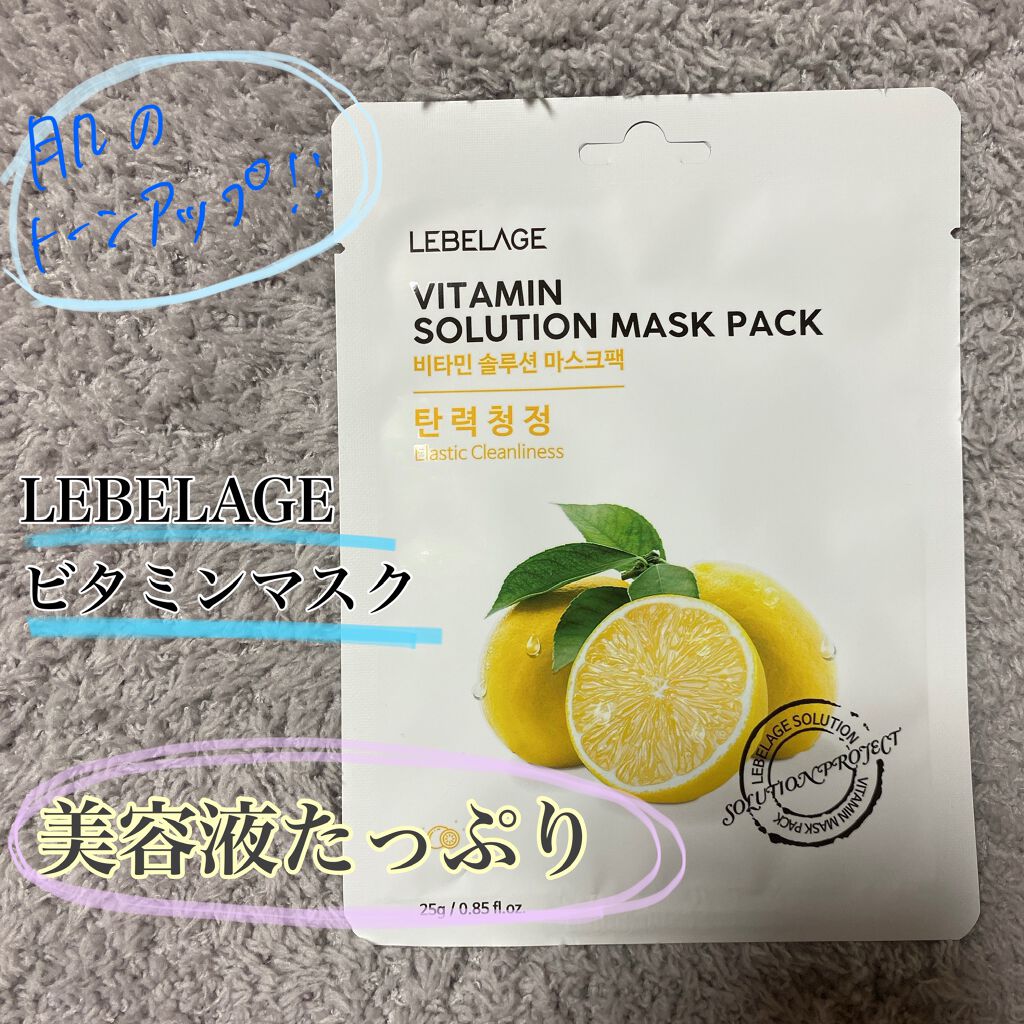 肌の
トーンアップ!!
LEBELAGE
VITAMIN
SOLUTION MASK PACK
비타민 솔루션 마스크팩
탄력청정
Elastic Cleanliness
LEBELAGE
ビタミンマスク
LEBELAGE SOLUTION
SOLUTION PROJECT
VITAMIN MASK PACK
美容液たっぷり
25g / 0.85 fl.oz.